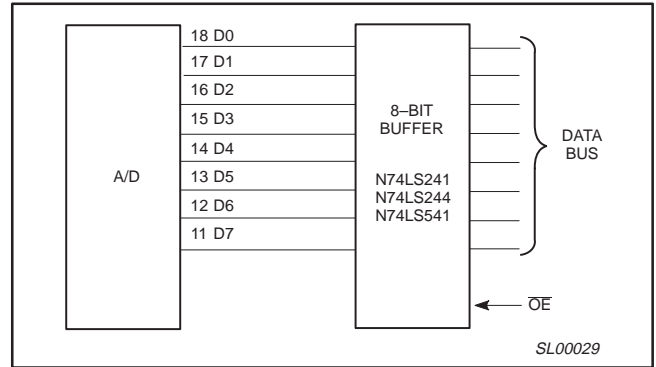 18 D0
17 D1
16 D2
15 D3
14 D4
13 D5
12 D6
11 D7
A/D
8–BIT
BUFFER
N74LS241
N74LS244
N74LS541
DATA
BUS
OE
SL00029